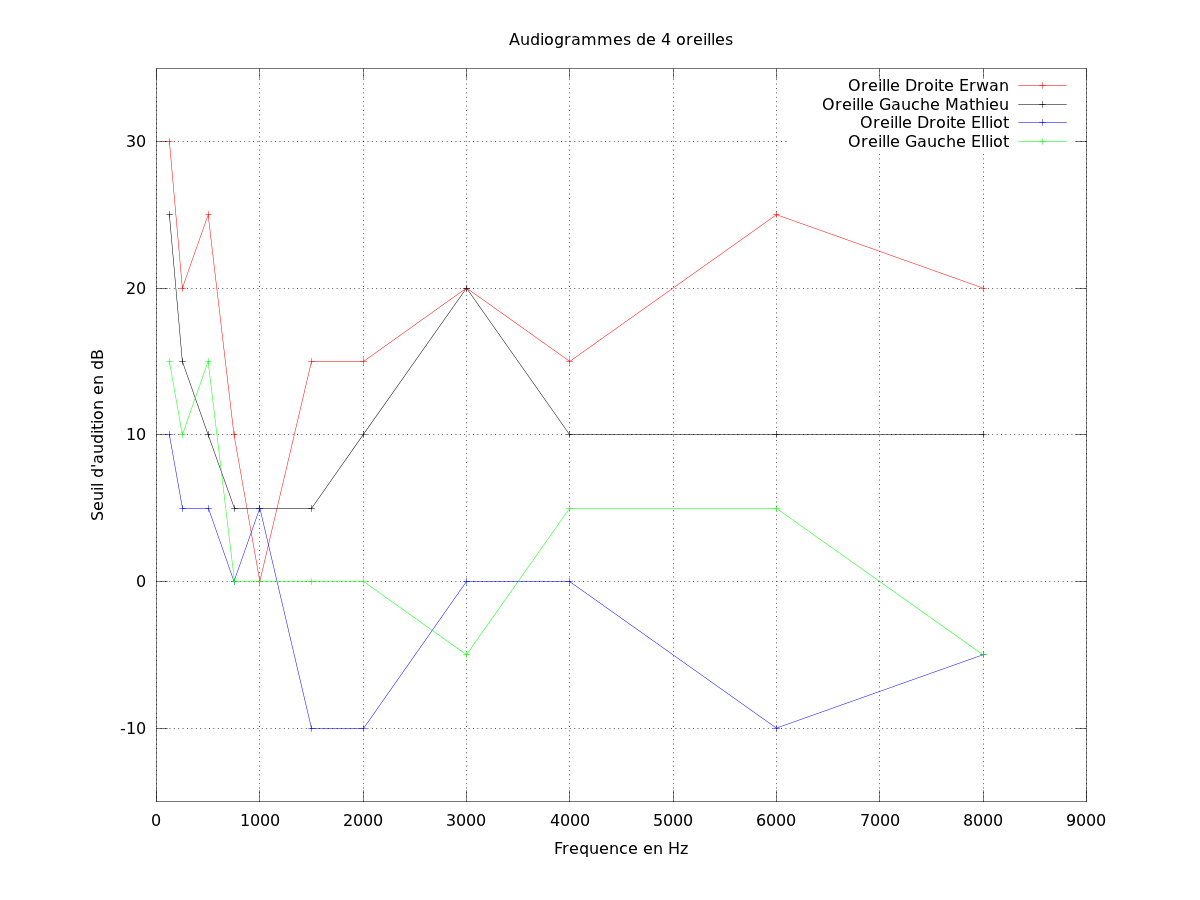 Audiogrammes de 4 oreilles
Oreille Droite Erwan
Oreille Gauche Mathieu
Oreille Droite Elliot
Oreille Gauche Elliot
30
20
10
0
-10
Seuil d'audition en dB
0 1000 2000 3000 4000 5000 6000 7000 8000 9000
Frequence en Hz